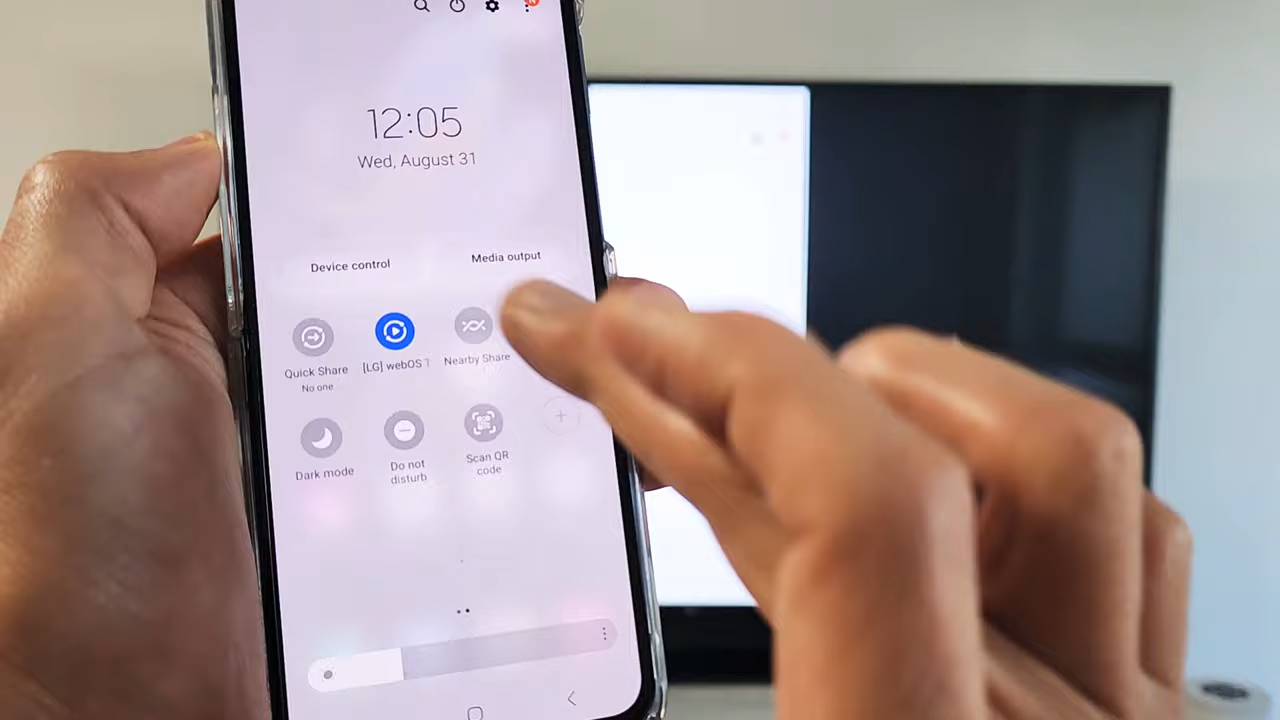 12:05
Wed, August 31
Device control
Media output
Quick Share
No one
[LG] webOS T
Nearby Share
Dark mode
Do not
disturb
Scan QR
code